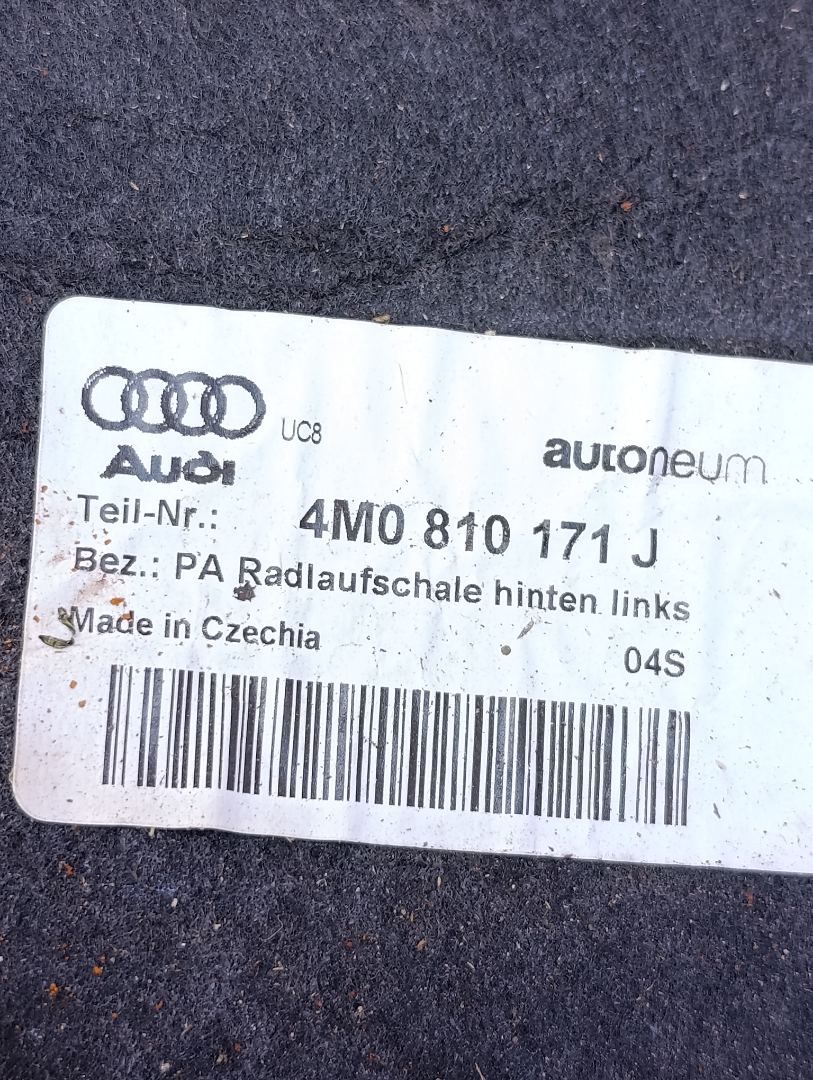 UC8
Audi
autoneum
Teil-Nr.: 4M0 810 171 J
Bez.: PA Radlaufschale hinten links
Made in Czechia
04S